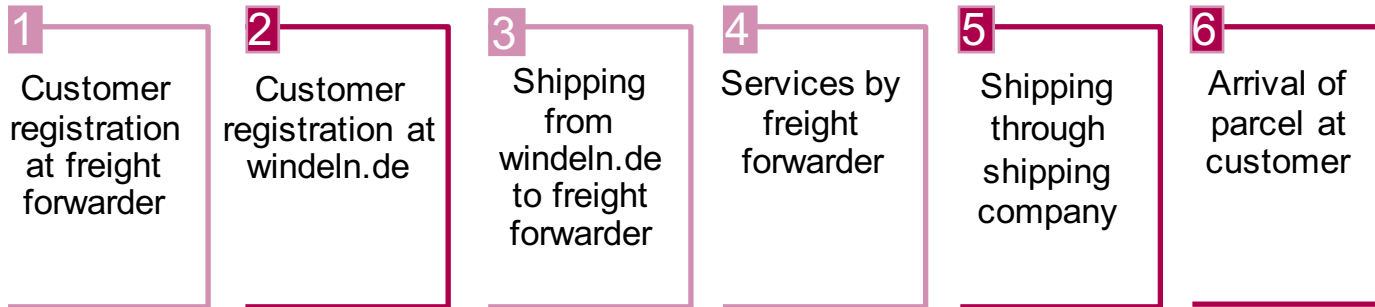 1
Customer
registration
at freight
forwarder
2
Customer
registration at
windeln.de
3
Shipping
from
windeln.de
to freight
forwarder
4
Services by
freight
forwarder
5
Shipping
through
shipping
company
6
Arrival of
parcel at
customer